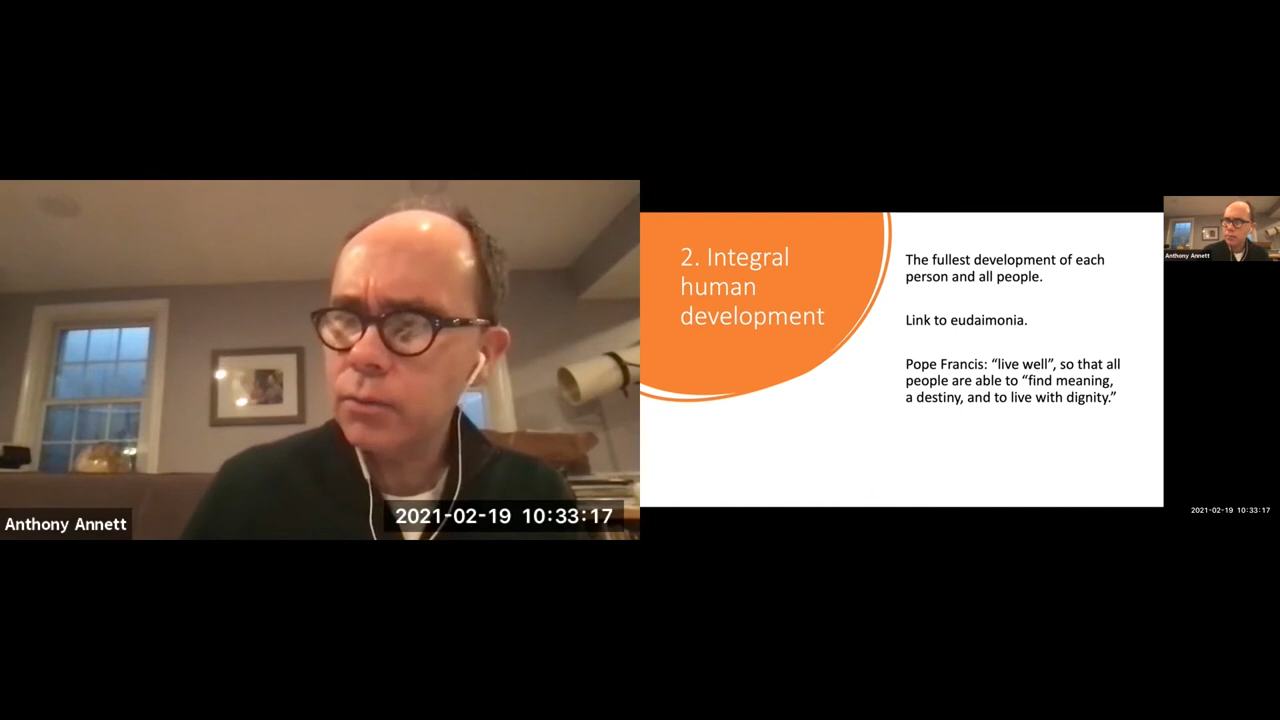 Anthony Annett
2021-02-19 10:33:17
2. Integral
human
development
The fullest development of each
person and all people.
Link to eudaimonia.
Pope Francis: “live well”, so that all
people are able to “find meaning,
a destiny, and to live with dignity.”
Anthony Annett
2021-02-19 10:33:17